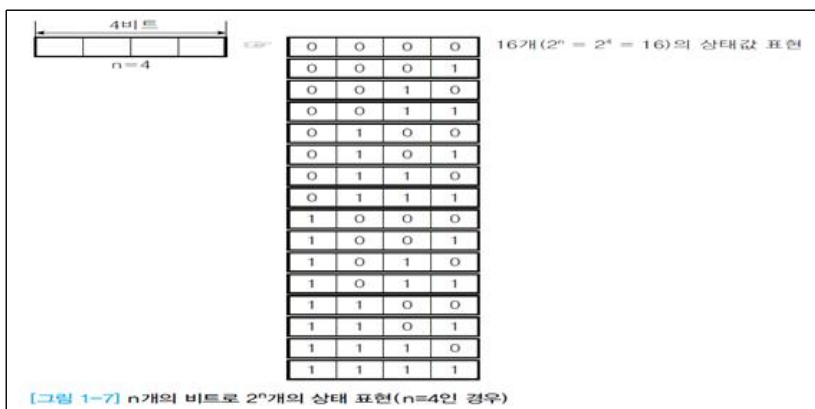 4비트
n=4
☞
0 0 0 0
16개(2ⁿ = 2⁴ = 16)의 상태값 표현
0 0 0 1
0 0 1 0
0 0 1 1
0 1 0 0
0 1 0 1
0 1 1 0
0 1 1 1
1 0 0 0
1 0 0 1
1 0 1 0
1 0 1 1
1 1 0 0
1 1 0 1
1 1 1 0
1 1 1 1
[그림 1-7] n개의 비트로 2ⁿ개의 상태 표현(n=4인 경우)